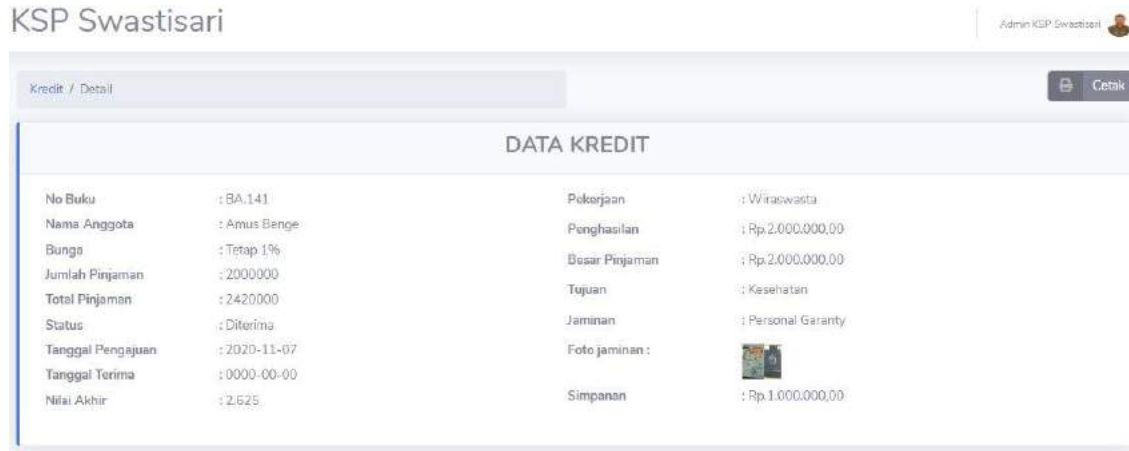 KSP Swastisari
Admin KSP Swastisari
Kredit / Detail
Cetak
DATA KREDIT
No Buku : BA.141
Nama Anggota : Amus Benge
Bunga : Tetap 1%
Jumlah Pinjaman : 2000000
Total Pinjaman : 2420000
Status : Diterima
Tanggal Pengajuan : 2020-11-07
Tanggal Terima : 0000-00-00
Nilai Akhir : 2.625
Pekerjaan : Wiraswasta
Penghasilan : Rp.2.000.000,00
Besar Pinjaman : Rp.2.000.000,00
Tujuan : Kesehatan
Jaminan : Personal Garanty
Foto jaminan :
Simpanan : Rp.1.000.000,00